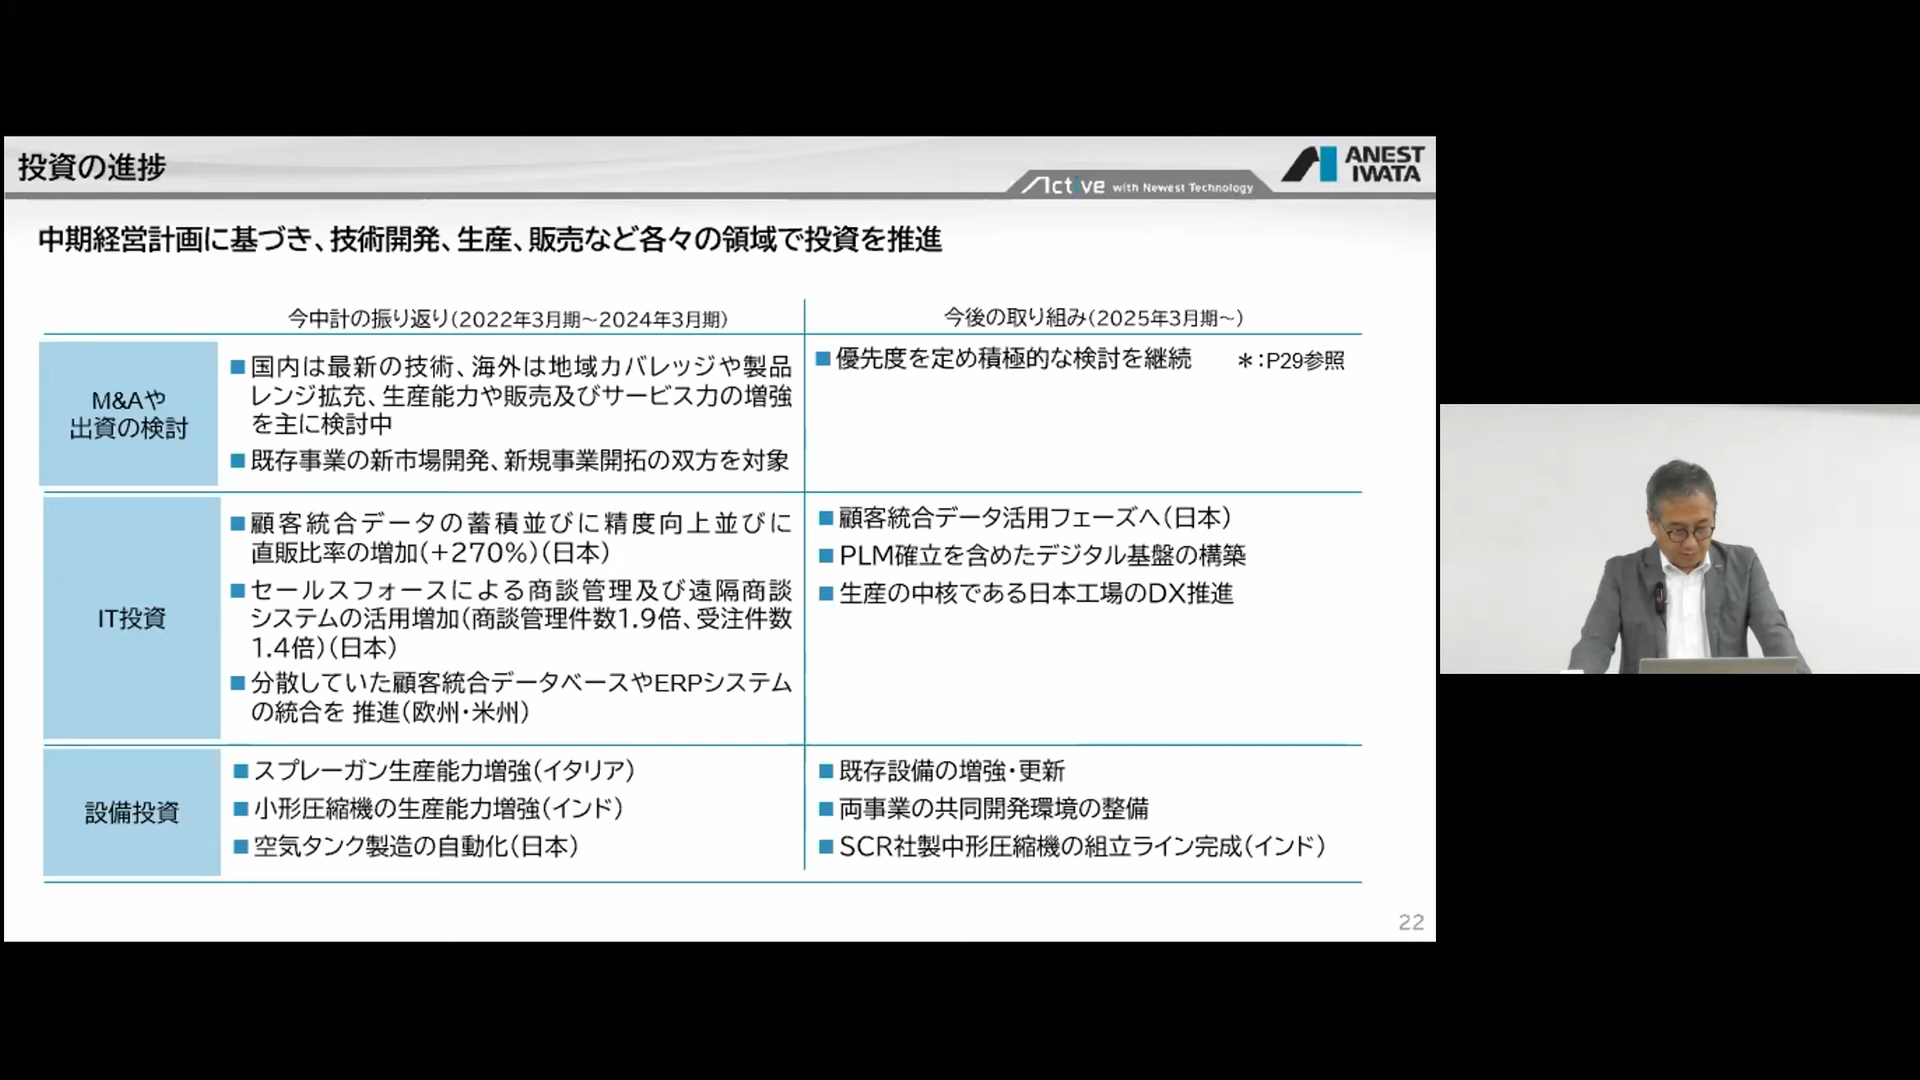 投資の進捗
Active with Newest Technology
ANEST
IWATA
中期経営計画に基づき、技術開発、生産、販売など各々の領域で投資を推進
今中計の振り返り(2022年3月期～2024年3月期)
今後の取り組み(2025年3月期～)
M&Aや
出資の検討
■国内は最新の技術、海外は地域カバレッジや製品
レンジ拡充、生産能力や販売及びサービス力の増強
を主に検討中
■既存事業の新市場開発、新規事業開拓の双方を対象
■優先度を定め積極的な検討を継続 ＊：P29参照
IT投資
■顧客統合データの蓄積並びに精度向上並びに
直販比率の増加(＋270%)(日本)
■セールスフォースによる商談管理及び遠隔商談
システムの活用増加(商談管理件数1.9倍、受注件数
1.4倍)(日本)
■分散していた顧客統合データベースやERPシステム
の統合を 推進(欧州・米州)
■顧客統合データ活用フェーズへ(日本)
■PLM確立を含めたデジタル基盤の構築
■生産の中核である日本工場のDX推進
設備投資
■スプレーガン生産能力増強(イタリア)
■小形圧縮機の生産能力増強(インド)
■空気タンク製造の自動化(日本)
■既存設備の増強・更新
■両事業の共同開発環境の整備
■SCR社製中形圧縮機の組立ライン完成(インド)
22